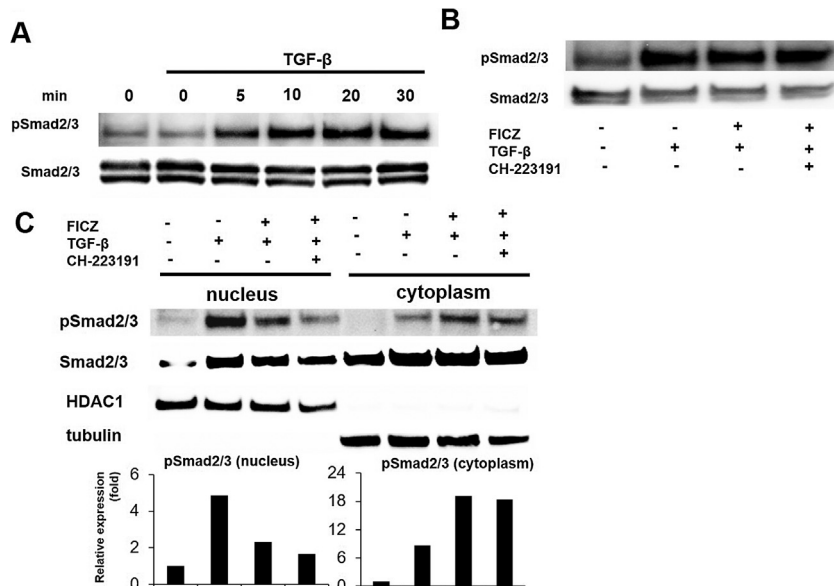 A
TGF-β
min 0 0 5 10 20 30
pSmad2/3
Smad2/3
B
pSmad2/3
Smad2/3
FICZ - - + +
TGF-β - + + +
CH-223191 - - - +
C
FICZ - - + + - - + +
TGF-β - + + + - + + +
CH-223191 - - - + - - - +
nucleus cytoplasm
pSmad2/3
Smad2/3
HDAC1
tubulin
pSmad2/3 (nucleus)
Relative expression
(fold)
6
4
2
0
pSmad2/3 (cytoplasm)
24
18
12
6
0